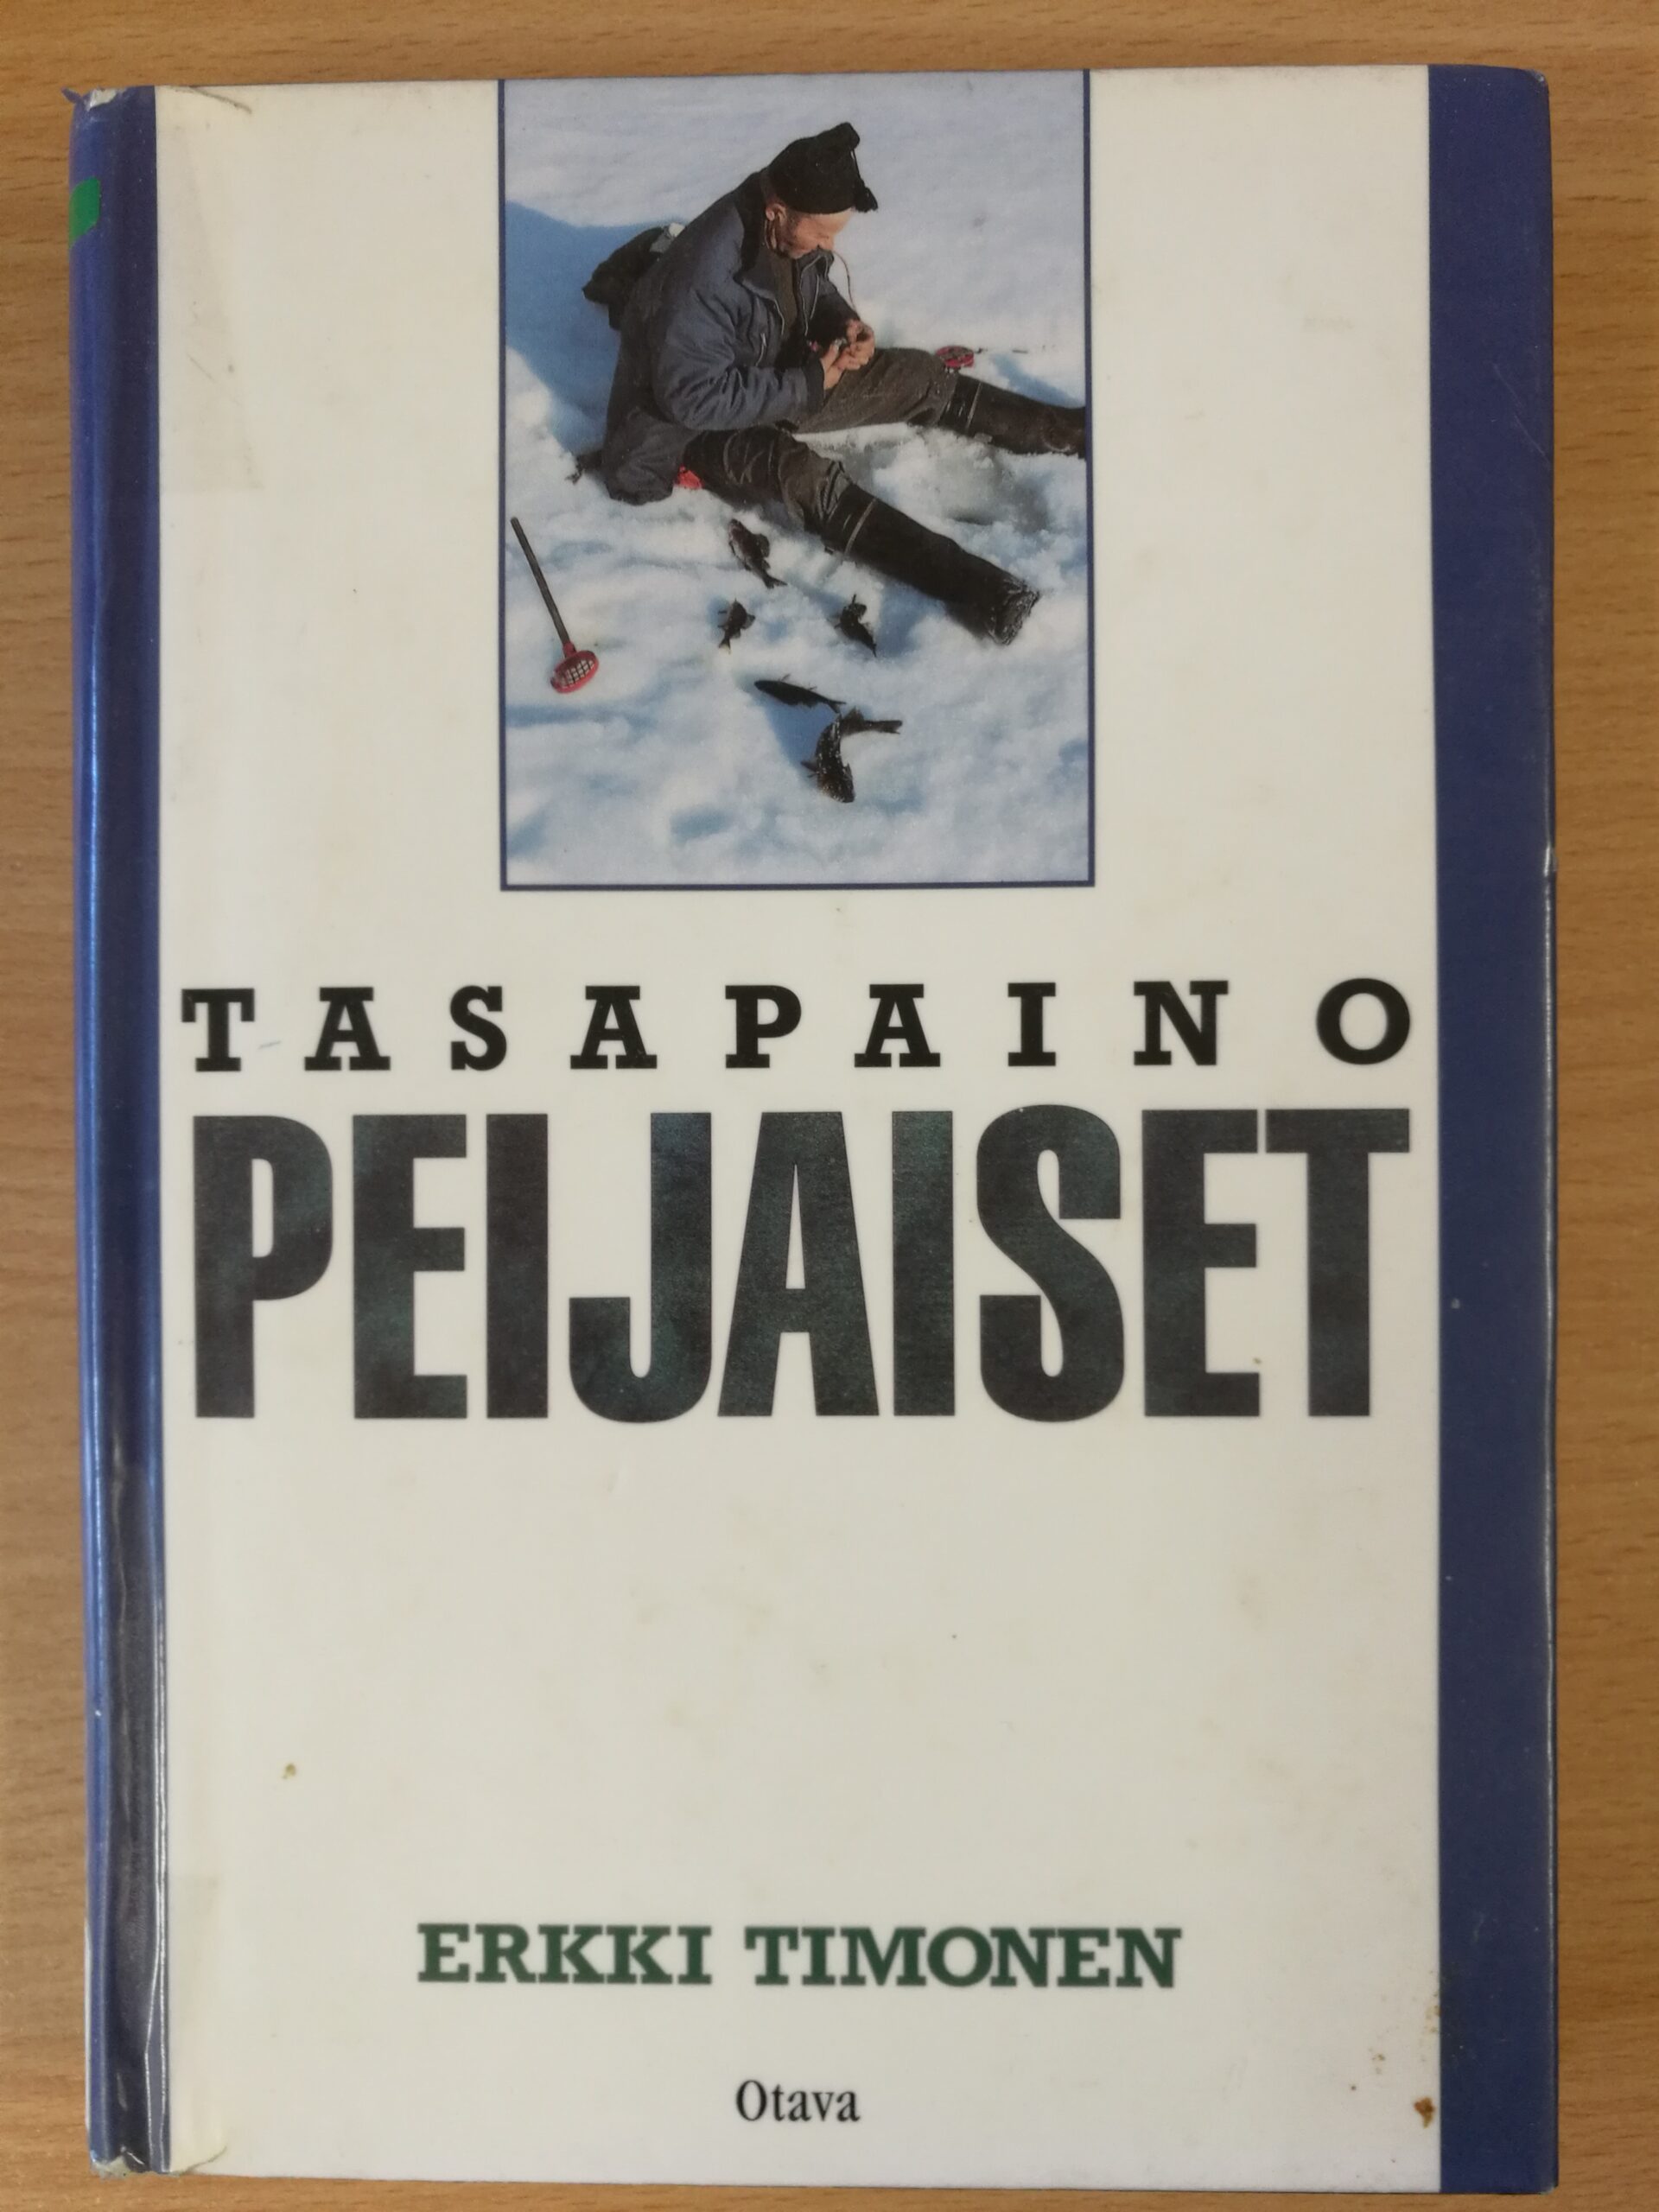 TASAPAINO
PEIJAISET
ERKKI TIMONEN
Otava